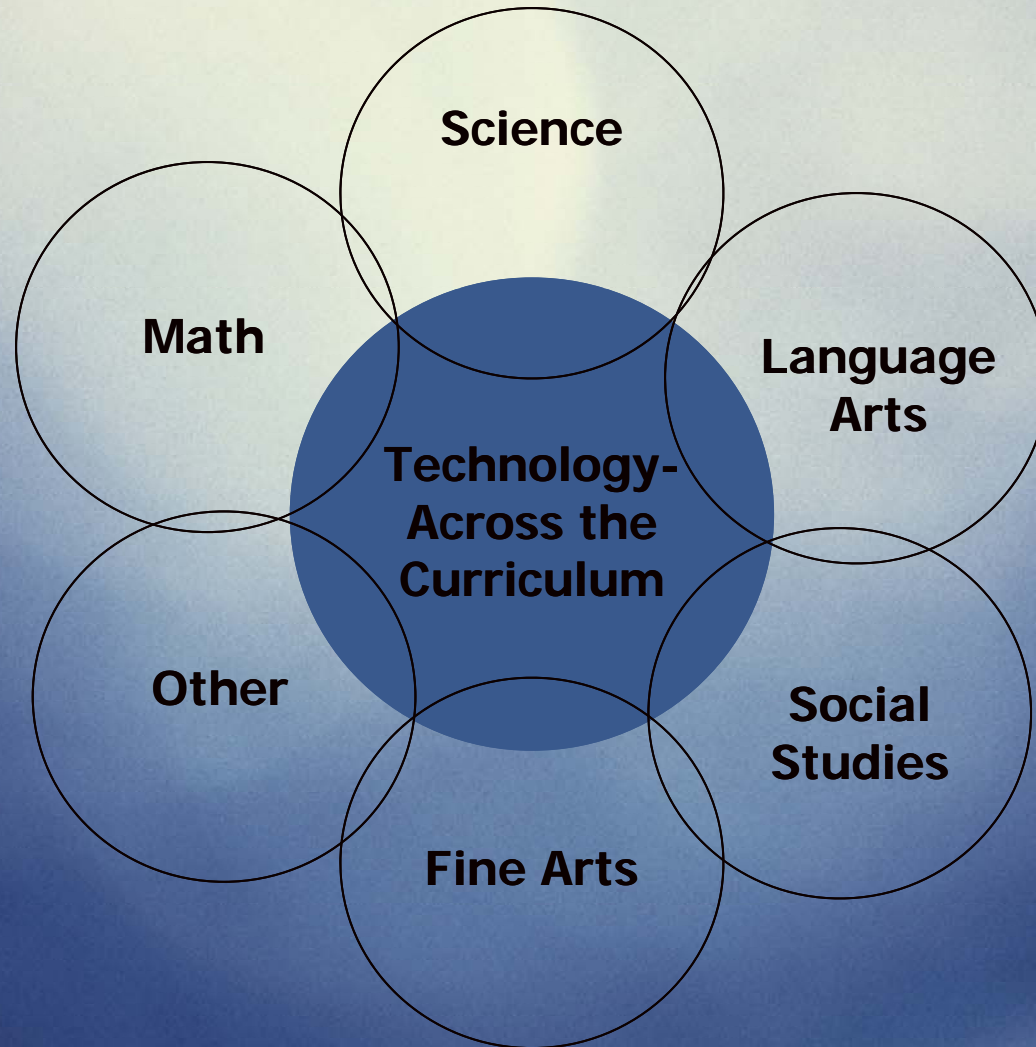 Science
Math
Language
Arts
Technology-
Across the
Curriculum
Other
Social
Studies
Fine Arts